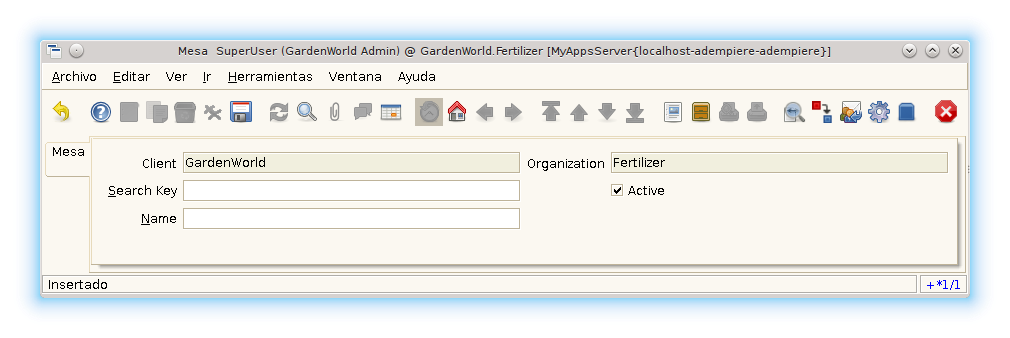 Mesa SuperUser (GardenWorld Admin) @ GardenWorld.Fertilizer [MyAppsServer{localhost-adempiere-adempiere}]
Archivo Editar Ver Ir Herramientas Ventana Ayuda
Mesa
Client GardenWorld Organization Fertilizer
Search Key Active
Name
Insertado +*1/1